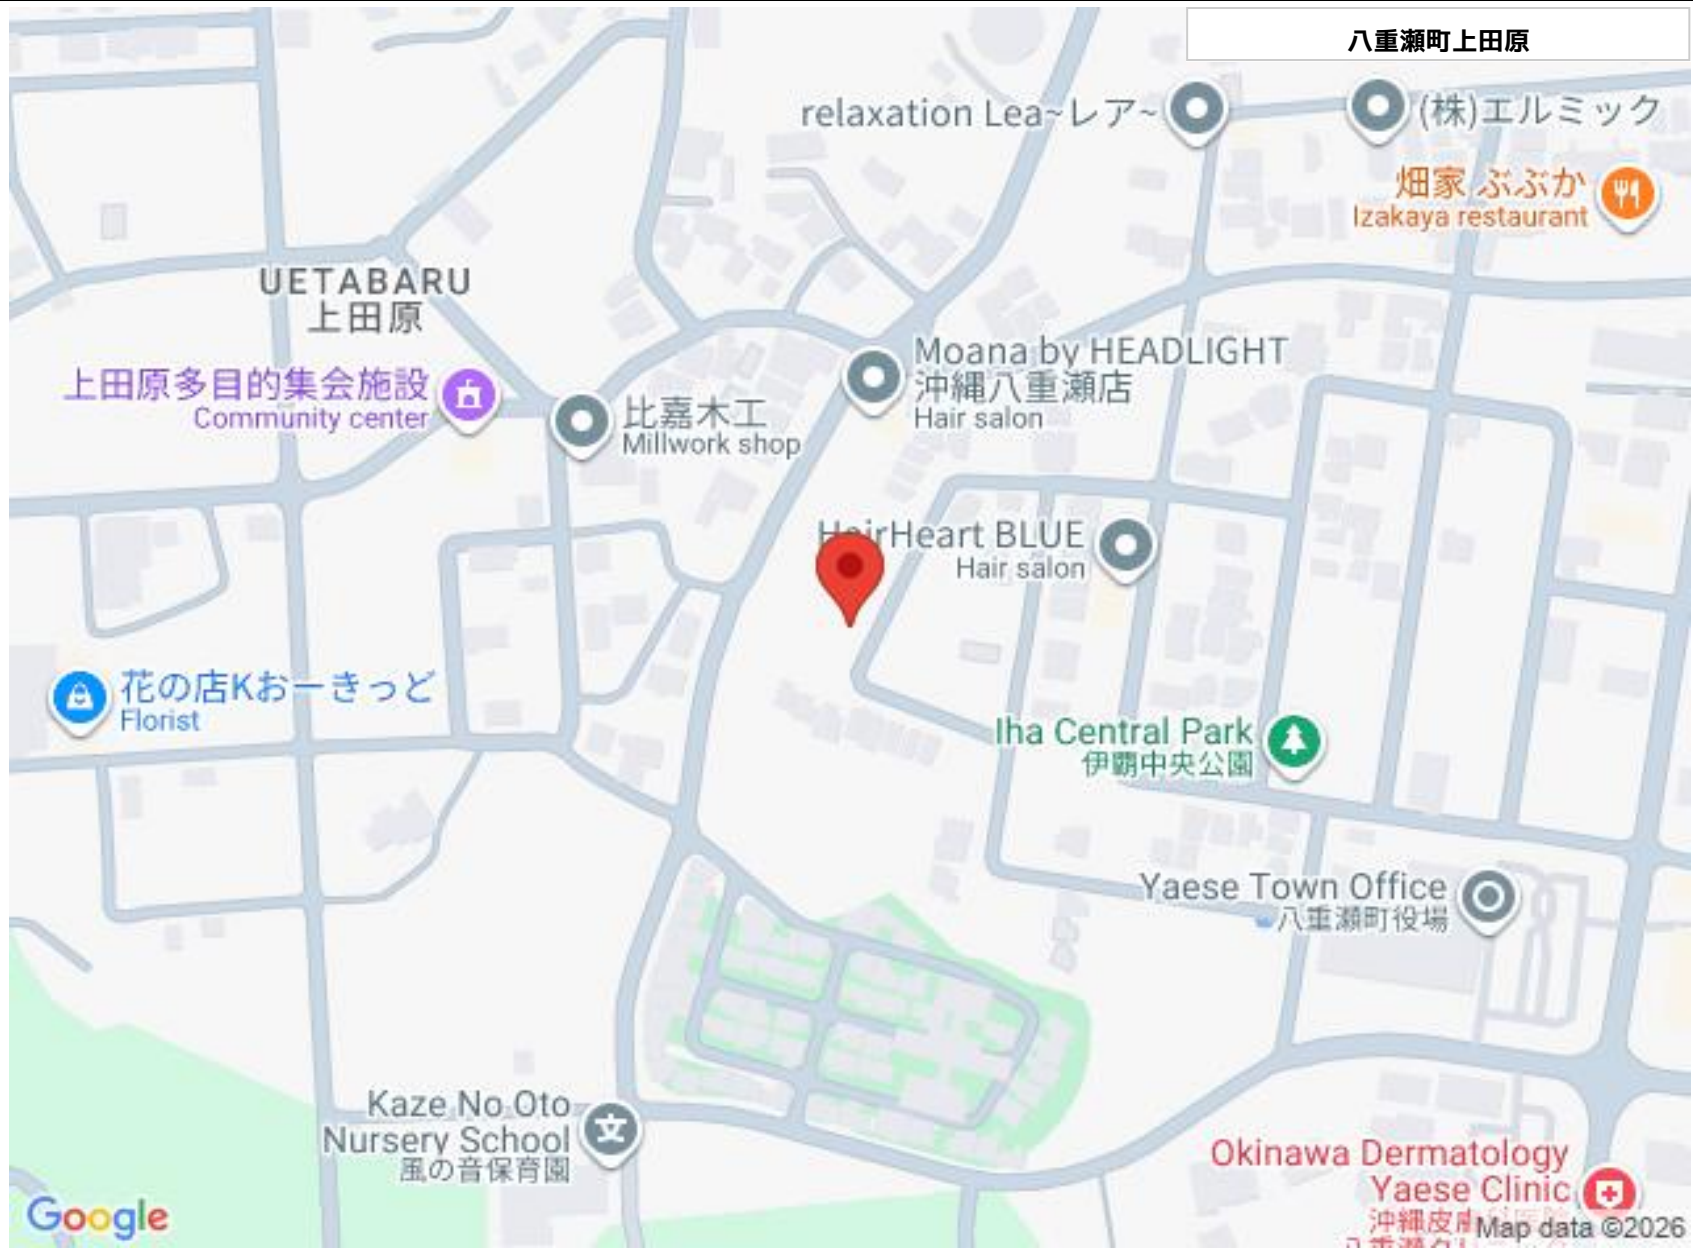 八重瀬町上田原
relaxation Lea~レア~
(株)エルミック
畑家 ぶぶか
Izakaya restaurant
UETABARU
上田原
Moana by HEADLIGHT
沖縄八重瀬店
Hair salon
上田原多目的集会施設
Community center
比嘉木工
Millwork shop
HairHeart BLUE
Hair salon
花の店Kおーきっど
Florist
Iha Central Park
伊覇中央公園
Yaese Town Office
八重瀬町役場
Kaze No Oto
Nursery School
風の音保育園
Okinawa Dermatology
Yaese Clinic
沖縄皮膚
Google
Map data ©2026